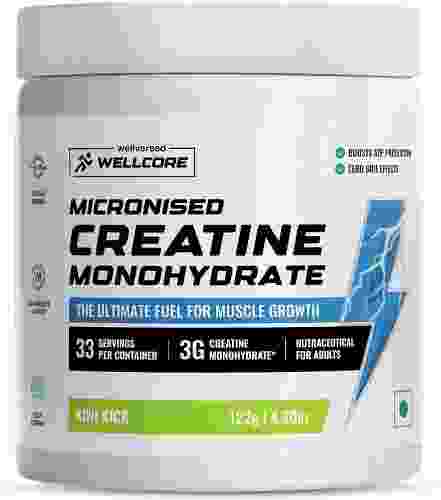 wellversed
WELLCORE
BOOSTS ATP PRODUCTION
ZERO SIDE EFFECTS
MICRONISED
CREATINE
MONOHYDRATE
THE ULTIMATE FUEL FOR MUSCLE GROWTH
33 SERVINGS PER CONTAINER
3G CREATINE MONOHYDRATE*
NUTRACEUTICAL FOR ADULTS
KIWI KICK
122g /